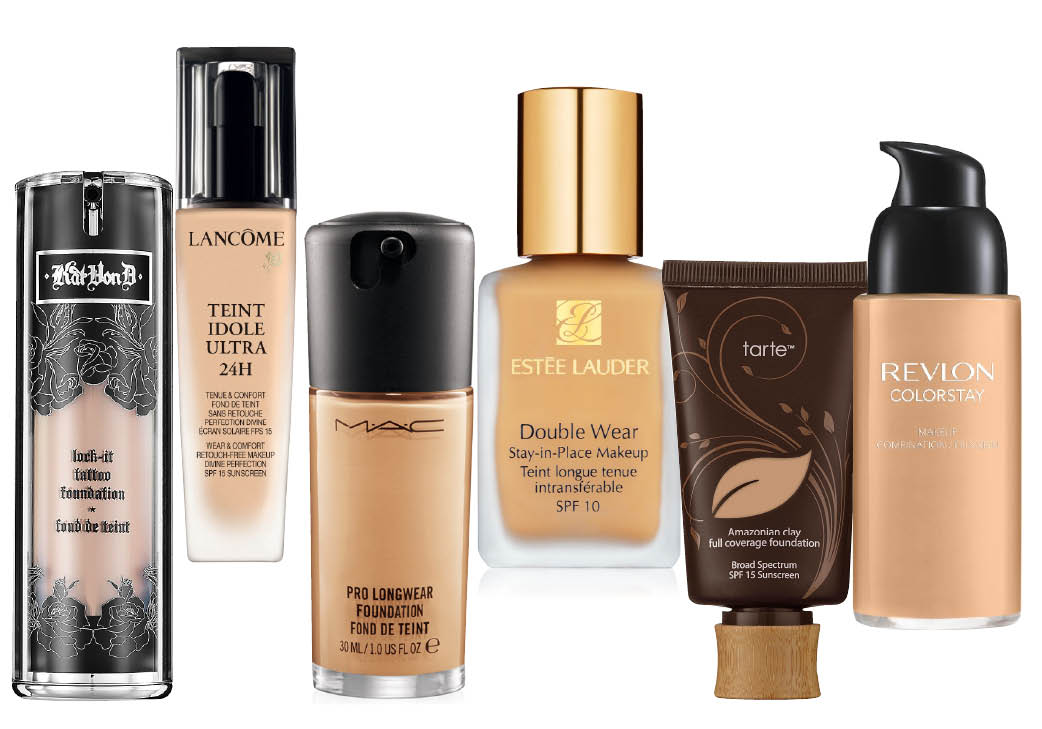 Kat Von D
lock-it
tattoo
foundation
*
fond de teint
LANCÔME
TEINT
IDOLE
ULTRA
24H
TENUE & CONFORT
FOND DE TEINT
SANS RETOUCHE
PERFECTION DIVINE
ÉCRAN SOLAIRE FPS 15
WEAR & COMFORT
RETOUCH-FREE MAKEUP
DIVINE PERFECTION
SPF 15 SUNSCREEN
MAC
PRO LONGWEAR
FOUNDATION
FOND DE TEINT
30 ML / 1.0 US FL OZ ℮
EL
ESTĒE LAUDER
Double Wear
Stay-in-Place Makeup
Teint longue tenue
intransférable
SPF 10
tarte™
Amazonian clay
full coverage foundation
Broad Spectrum
SPF 15 Sunscreen
REVLON
COLORSTAY
MAKEUP
COMBINATION/